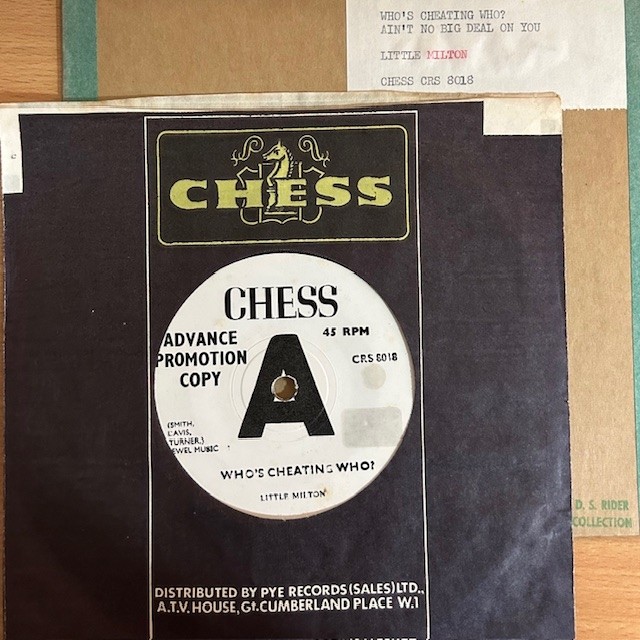 WHO'S CHEATING WHO?
AIN'T NO BIG DEAL ON YOU
LITTLE MILTON
CHESS CRS 8018
CHESS
CHESS
ADVANCE
PROMOTION
COPY
45 RPM
CRS 8018
A
(SMITH,
DAVIS,
TURNER.)
JEWEL MUSIC
WHO'S CHEATING WHO?
LITTLE MILTON
DISTRIBUTED BY PYE RECORDS (SALES) LTD.,
A.T.V. HOUSE, Gt. CUMBERLAND PLACE W.1
D. S. RIDER
COLLECTION